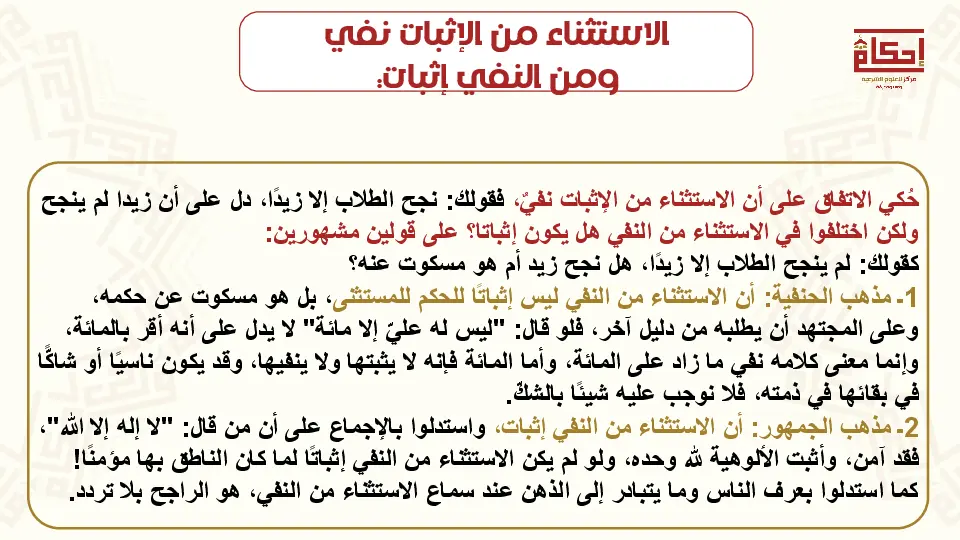 الاستثناء من الإثبات نفي
ومن النفي إثبات:
إحكام
مركز للعلوم الشرعية
حُكي الاتفاق على أن الاستثناء من الإثبات نفيٌ، فقولك: نجح الطلاب إلا زيدًا، دل على أن زيدا لم ينجح
ولكن اختلفوا في الاستثناء من النفي هل يكون إثباتا؟ على قولين مشهورين:
كقولك: لم ينجح الطلاب إلا زيدًا، هل نجح زيد أم هو مسكوت عنه؟
1ـ مذهب الحنفية: أن الاستثناء من النفي ليس إثباتًا للحكم للمستثنى، بل هو مسكوت عن حكمه،
وعلى المجتهد أن يطلبه من دليل آخر، فلو قال: "ليس له عليّ إلا مائة" لا يدل على أنه أقر بالمائة،
وإنما معنى كلامه نفي ما زاد على المائة، وأما المائة فإنه لا يثبتها ولا ينفيها، وقد يكون ناسيًا أو شاكًّا
في بقائها في ذمته، فلا نوجب عليه شيئًا بالشكّ.
2ـ مذهب الجمهور: أن الاستثناء من النفي إثبات، واستدلوا بالإجماع على أن من قال: "لا إله إلا الله"،
فقد آمن، وأثبت الألوهية لله وحده، ولو لم يكن الاستثناء من النفي إثباتًا لما كان الناطق بها مؤمنًا!
كما استدلوا بعرف الناس وما يتبادر إلى الذهن عند سماع الاستثناء من النفي، هو الراجح بلا تردد.